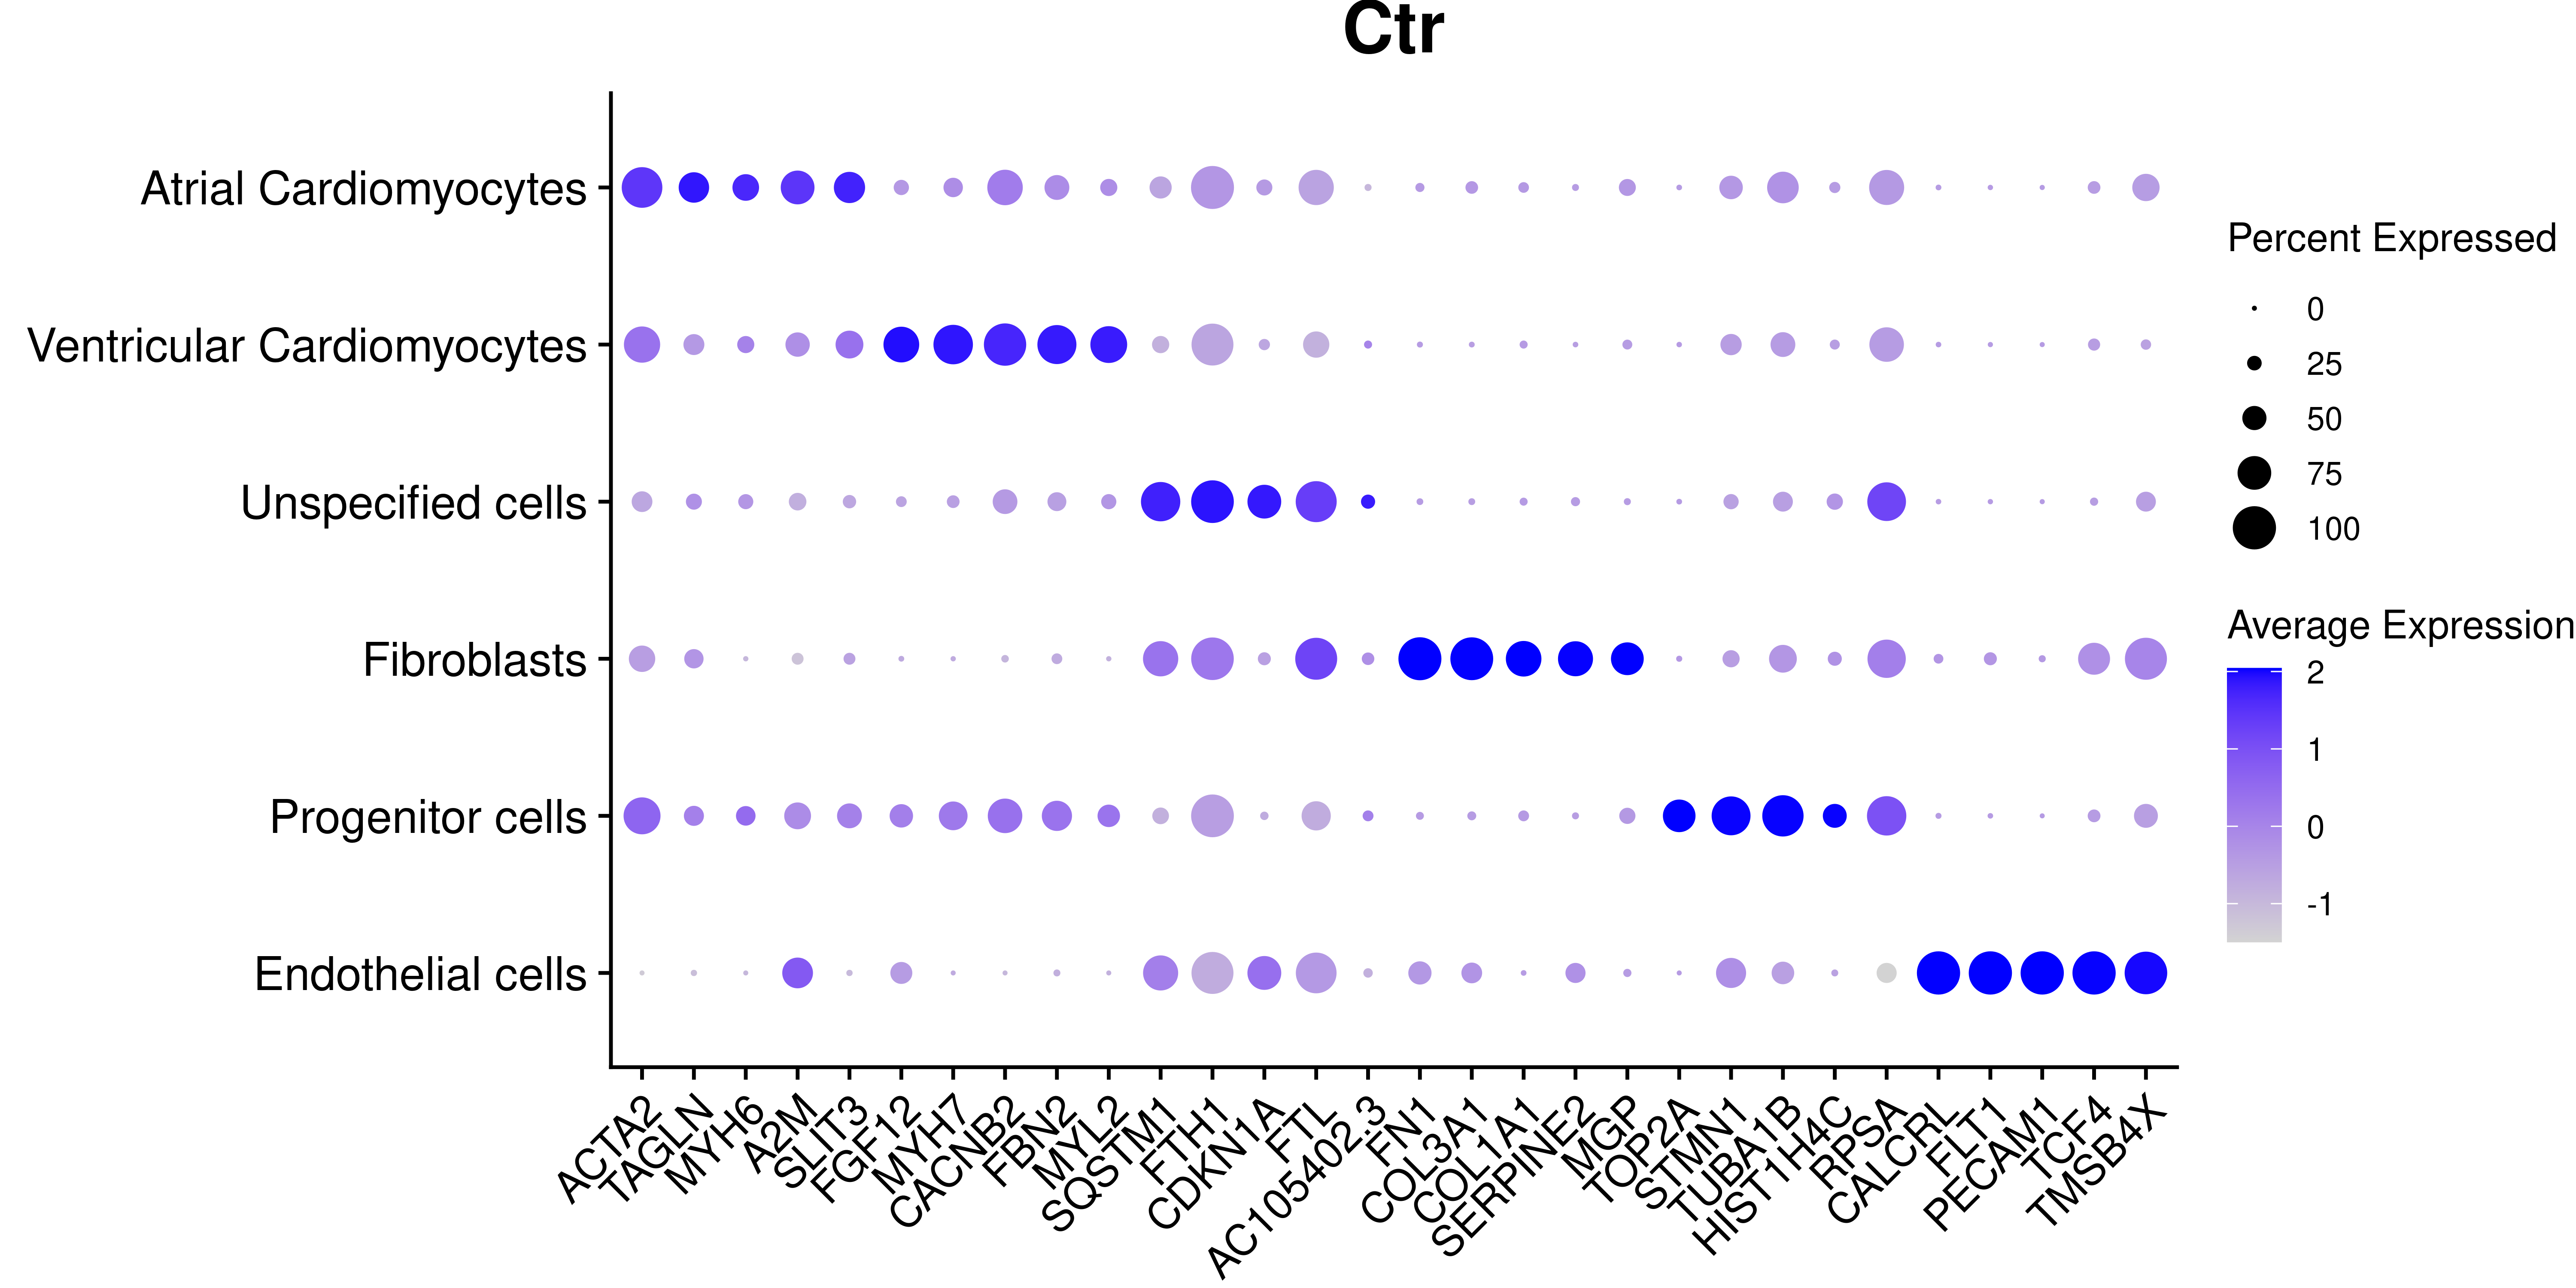 Ctr
Atrial Cardiomyocytes
Ventricular Cardiomyocytes
Unspecified cells
Fibroblasts
Progenitor cells
Endothelial cells
ACTA2
TAGLN
MYH6
A2M
SLIT3
FGF12
MYH7
CACNB2
FBN2
MYL2
SQSTM1
FTH1
CDKN1A
FTL
AC105402.3
FN1
COL3A1
COL1A1
SERPINE2
MGP
TOP2A
STMN1
TUBA1B
HIST1H4C
RPSA
CALCRL
FLT1
PECAM1
TCF4
TMSB4X
Percent Expressed
0
25
50
75
100
Average Expression
2
1
0
-1